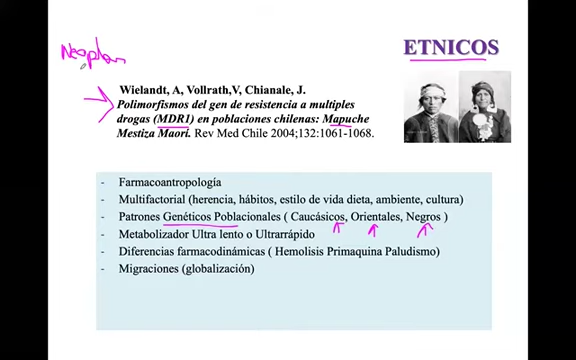 ETNICOS
Neoplas
Wielandt, A, Vollrath,V, Chianale, J.
Polimorfismos del gen de resistencia a multiples
drogas (MDR1) en poblaciones chilenas: Mapuche
Mestiza Maorí. Rev Med Chile 2004;132:1061-1068.
- Farmacoantropología
- Multifactorial (herencia, hábitos, estilo de vida dieta, ambiente, cultura)
- Patrones Genéticos Poblacionales ( Caucásicos, Orientales, Negros )
- Metabolizador Ultra lento o Ultrarrápido
- Diferencias farmacodinámicas ( Hemolisis Primaquina Paludismo)
- Migraciones (globalización)